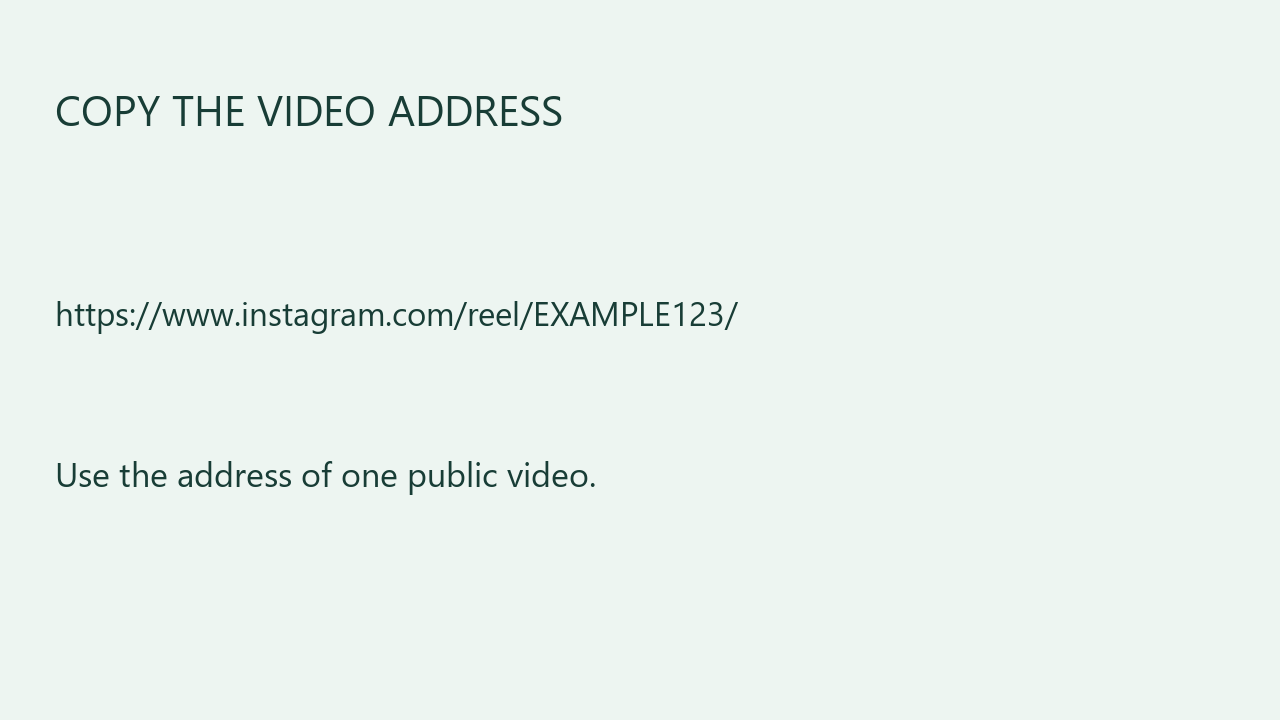 COPY THE VIDEO ADDRESS
https://www.instagram.com/reel/EXAMPLE123/
Use the address of one public video.